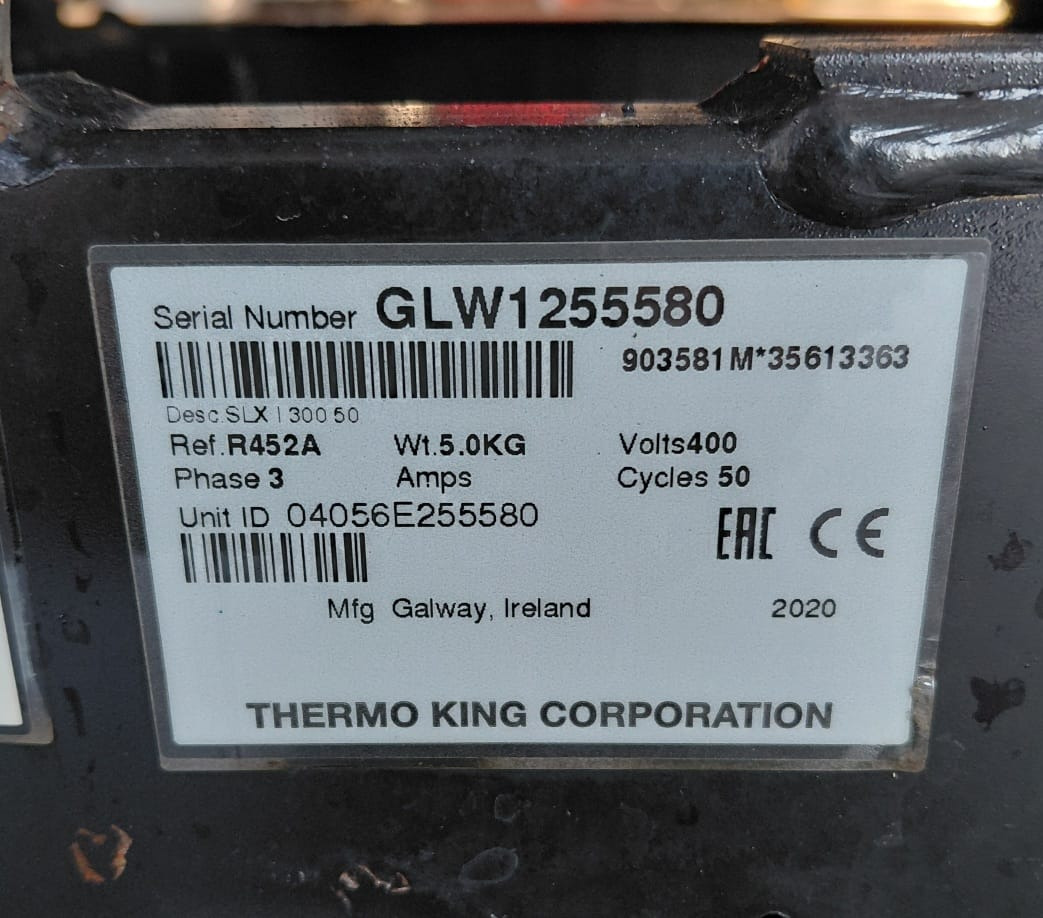 Serial Number GLW1255580
903581M*35613363
Desc.SLX I 300 50
Ref.R452A Wt.5.0KG Volts400
Phase 3 Amps Cycles 50
Unit ID 04056E255580
EAC CE
Mfg Galway, Ireland 2020
THERMO KING CORPORATION